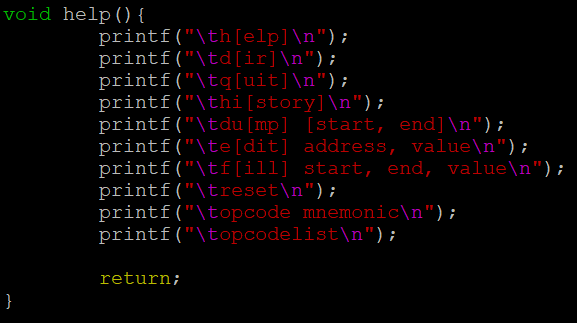 void help(){
        printf("\th[elp]\n");
        printf("\td[ir]\n");
        printf("\tq[uit]\n");
        printf("\thi[story]\n");
        printf("\tdu[mp] [start, end]\n");
        printf("\te[dit] address, value\n");
        printf("\tf[ill] start, end, value\n");
        printf("\treset\n");
        printf("\topcode mnemonic\n");
        printf("\topcodelist\n");

        return;
}